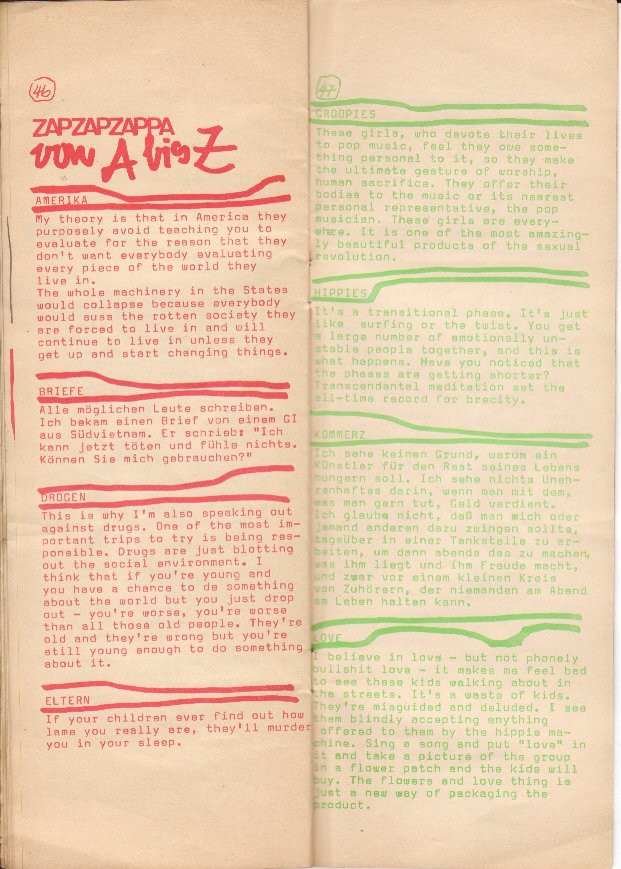 46
ZAPZAPZAPPA
von A bis Z
AMERIKA
My theory is that in America they
purposely avoid teaching you to
evaluate for the reason that they
don't want everybody evaluating
every piece of the world they
live in.
The whole machinery in the States
would collapse because everybody
would suss the rotten society they
are forced to live in and will
continue to live in unless they
get up and start changing things.
BRIEFE
Alle möglichen Leute schreiben.
Ich bekam einen Brief von einem GI
aus Südvietnam. Er schrieb: "Ich
kann jetzt töten und fühle nichts.
Können Sie mich gebrauchen?"
DROGEN
This is why I'm also speaking out
against drugs. One of the most im-
portant trips to try is being res-
ponsible. Drugs are just blotting
out the social environment. I
think that if you're young and
you have a chance to do something
about the world but you just drop
out - you're worse, you're worse
than all those old people. They're
old and they're wrong but you're
still young enough to do something
about it.
ELTERN
If your children ever find out how
lame you really are, they'll murder
you in your sleep.
47
GROOPIES
These girls, who devote their lives
to pop music, feel they owe some-
thing personal to it, so they make
the ultimate gesture of worship,
human sacrifice. They offer their
bodies to the music or its nearest
personal representative, the pop
musician. These girls are every-
where. It is one of the most amazing-
ly beautiful products of the sexual
revolution.
HIPPIES
It's a transitional phase. It's just
like surfing or the twist. You get
a large number of emotionally un-
stable people together, and this is
what happens. Have you noticed that
the phases are getting shorter?
Transcendental meditation set the
all-time record for brecity.
KOMMERZ
Ich sehe keinen Grund, warum ein
Künstler für den Rest seines Lebens
hungern soll. Ich sehe nichts Uneh-
renhaftes darin, wenn man mit dem,
was man gern tut, Geld verdient.
Ich glaube nicht, daß man mich oder
jemand anderen dazu zwingen sollte,
tagsüber in einer Tankstelle zu ar-
beiten, um dann abends das zu machen,
was ihm liegt und ihm Freude macht,
und zwar vor einem kleinen Kreis
von Zuhörern, der niemanden am Abend
am Leben halten kann.
LOVE
I believe in love - but not phonely
bullshit love - it makes me feel bad
to see these kids walking about in
the streets. It's a waste of kids.
They're misguided and deluded. I see
them blindly accepting anything
offered to them by the hippie ma-
chine. Sing a song and put "love" in
it and take a picture of the group
in a flower patch and the kids will
buy. The flowers and love thing is
just a new way of packaging the
product.